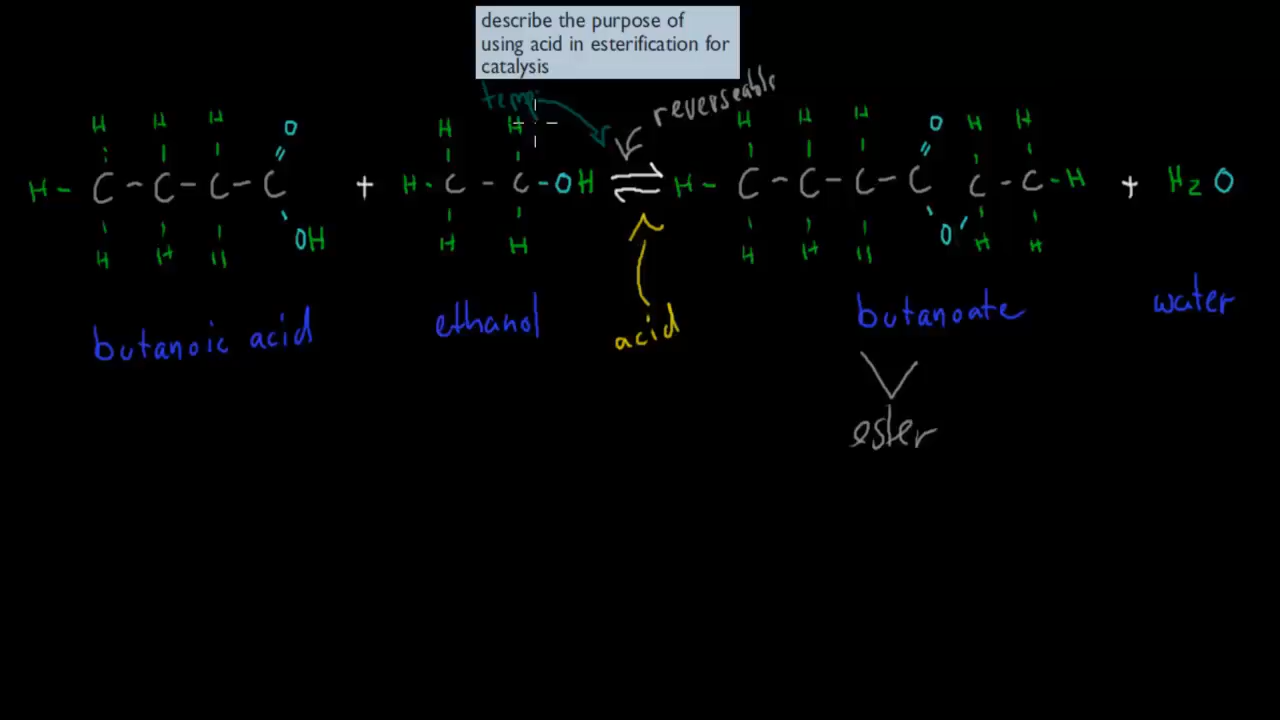 describe the purpose of
using acid in esterification for
catalysis
temp.
reverseable
H H H O H H H H H O H H
H - C - C - C - C + H - C - C - OH ⇌ H - C - C - C - C C - C - H + H2O
H H H OH H H H H H O H H
butanoic acid ethanol acid butanoate water
ester